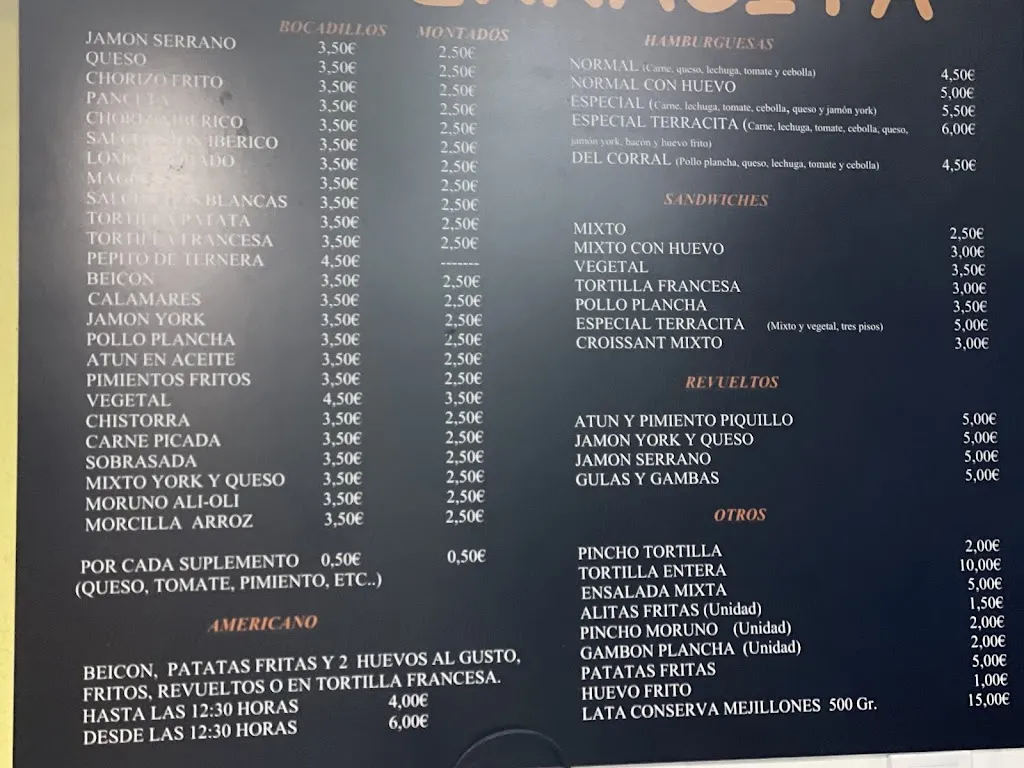 BOCADILLOS MONTADOS
JAMON SERRANO 3,50€ 2,50€
QUESO 3,50€ 2,50€
CHORIZO FRITO 3,50€ 2,50€
PANCETA 3,50€ 2,50€
CHORIZO IBERICO 3,50€ 2,50€
SALCHICHON IBERICO 3,50€ 2,50€
3,50€ 2,50€
3,50€ 2,50€
SALCHICHAS BLANCAS 3,50€ 2,50€
TORTILLA PATATA 3,50€ 2,50€
TORTILLA FRANCESA 3,50€ 2,50€
PEPITO DE TERNERA 4,50€ -------
BEICON 3,50€ 2,50€
CALAMARES 3,50€ 2,50€
JAMON YORK 3,50€ 2,50€
POLLO PLANCHA 3,50€ 2,50€
ATUN EN ACEITE 3,50€ 2,50€
PIMIENTOS FRITOS 3,50€ 2,50€
VEGETAL 4,50€ 3,50€
CHISTORRA 3,50€ 2,50€
CARNE PICADA 3,50€ 2,50€
SOBRASADA 3,50€ 2,50€
MIXTO YORK Y QUESO 3,50€ 2,50€
MORUNO ALI-OLI 3,50€ 2,50€
MORCILLA ARROZ 3,50€ 2,50€
POR CADA SUPLEMENTO 0,50€ 0,50€
(QUESO, TOMATE, PIMIENTO, ETC..)
AMERICANO
BEICON, PATATAS FRITAS Y 2 HUEVOS AL GUSTO,
FRITOS, REVUELTOS O EN TORTILLA FRANCESA.
HASTA LAS 12:30 HORAS 4,00€
DESDE LAS 12:30 HORAS 6,00€
HAMBURGUESAS
NORMAL (Carne, queso, lechuga, tomate y cebolla) 4,50€
NORMAL CON HUEVO 5,00€
ESPECIAL (Carne, lechuga, tomate, cebolla, queso y jamón york) 5,50€
ESPECIAL TERRACITA (Carne, lechuga, tomate, cebolla, queso, 6,00€
jamón york, bacón y huevo frito)
DEL CORRAL (Pollo plancha, queso, lechuga, tomate y cebolla) 4,50€
SANDWICHES
MIXTO 2,50€
MIXTO CON HUEVO 3,00€
VEGETAL 3,50€
TORTILLA FRANCESA 3,00€
POLLO PLANCHA 3,50€
ESPECIAL TERRACITA (Mixto y vegetal, tres pisos) 5,00€
CROISSANT MIXTO 3,00€
REVUELTOS
ATUN Y PIMIENTO PIQUILLO 5,00€
JAMON YORK Y QUESO 5,00€
JAMON SERRANO 5,00€
GULAS Y GAMBAS 5,00€
OTROS
PINCHO TORTILLA 2,00€
TORTILLA ENTERA 10,00€
ENSALADA MIXTA 5,00€
ALITAS FRITAS (Unidad) 1,50€
PINCHO MORUNO (Unidad) 2,00€
GAMBON PLANCHA (Unidad) 2,00€
PATATAS FRITAS 5,00€
HUEVO FRITO 1,00€
LATA CONSERVA MEJILLONES 500 Gr. 15,00€